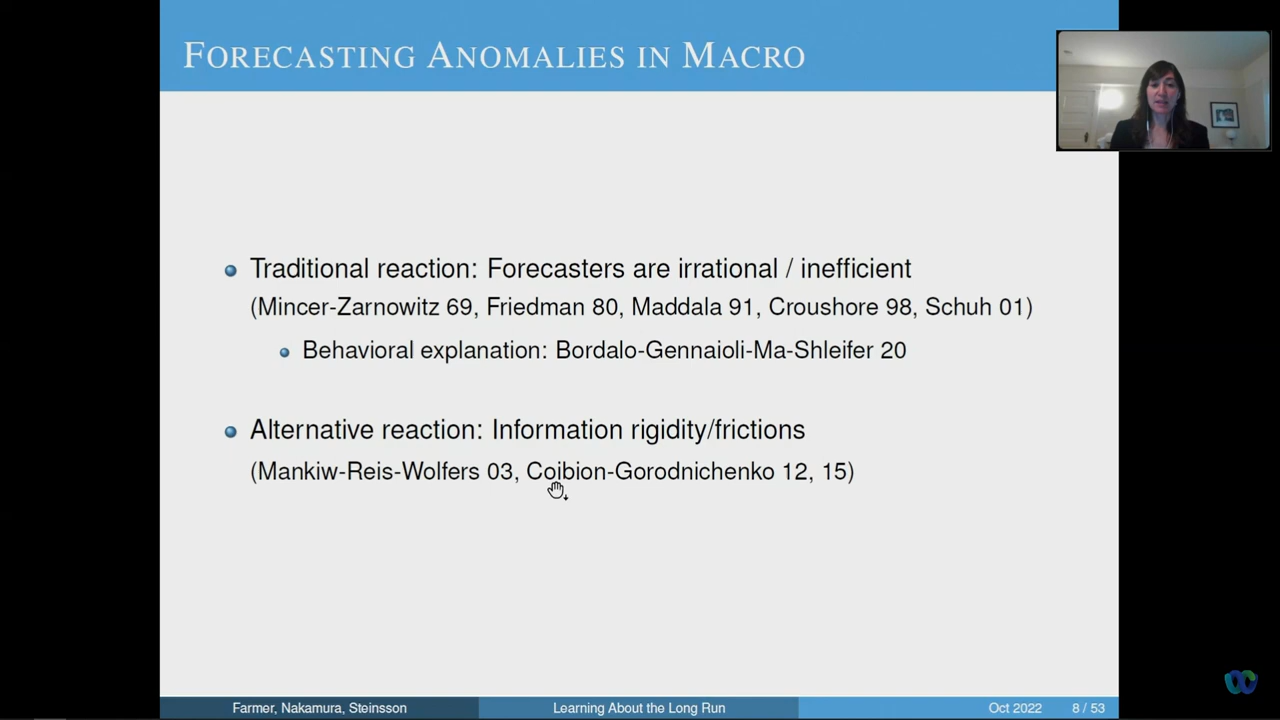 FORECASTING ANOMALIES IN MACRO
Traditional reaction: Forecasters are irrational / inefficient
(Mincer-Zarnowitz 69, Friedman 80, Maddala 91, Croushore 98, Schuh 01)
Behavioral explanation: Bordalo-Gennaioli-Ma-Shleifer 20
Alternative reaction: Information rigidity/frictions
(Mankiw-Reis-Wolfers 03, Coibion-Gorodnichenko 12, 15)
Farmer, Nakamura, Steinsson
Learning About the Long Run
Oct 2022
8 / 53